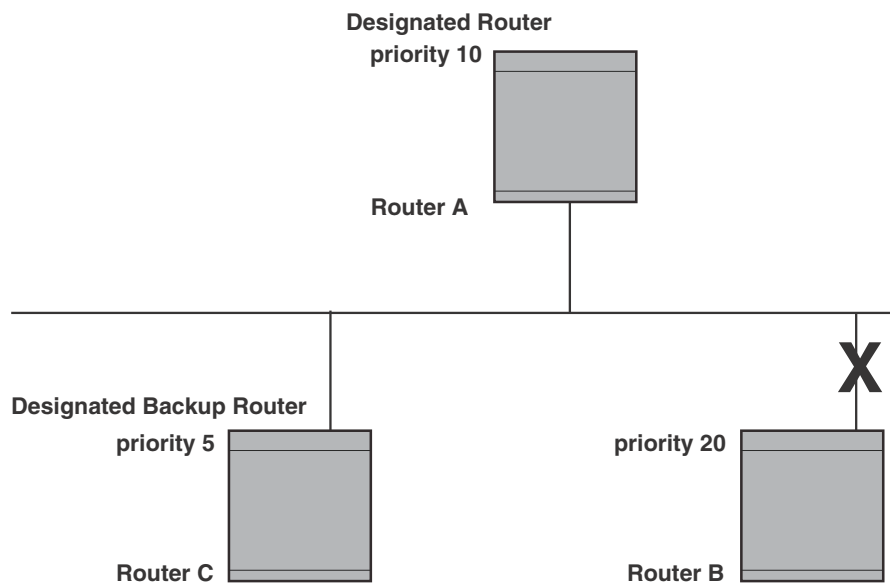 Designated Router
priority 10
Router A
X
Designated Backup Router
priority 5
priority 20
Router C
Router B